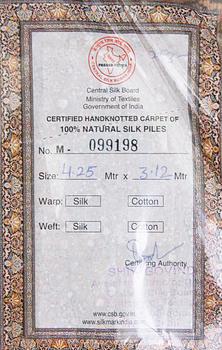 Central Silk Board
Ministry of Textiles
Government of India
CERTIFIED HANDKNOTTED CARPET OF
100% NATURAL SILK PILES
No. M - 099198
Size: 4.25 Mtr x 3.12 Mtr
Warp: Silk Cotton
Weft: Silk Cotton
Certifying Authority
www.csb.gov.in
www.silkmarkindia.com